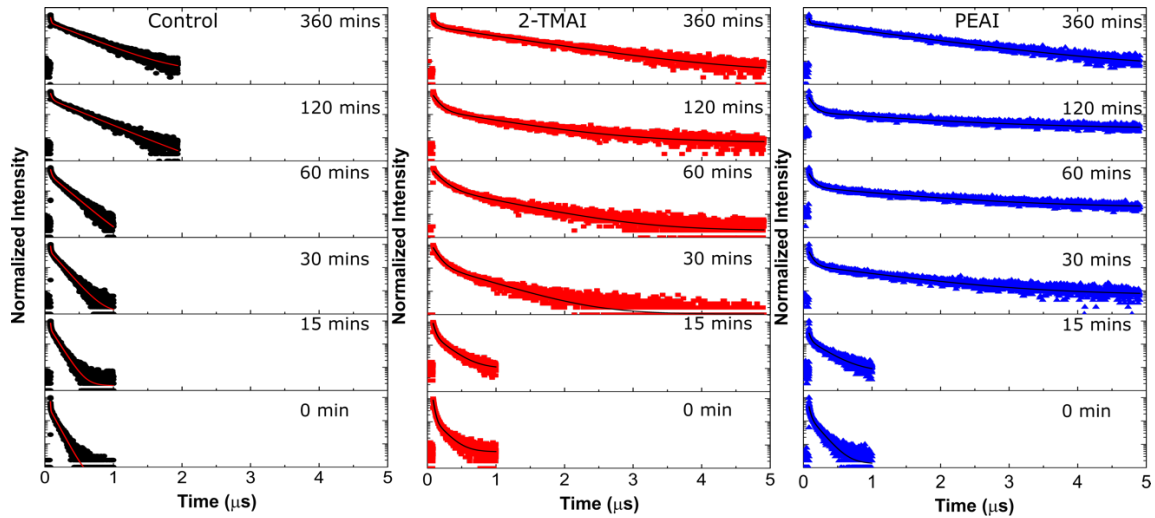 Control
360 mins
120 mins
60 mins
30 mins
15 mins
0 min
Normalized Intensity
0 1 2 3 4 5
Time (μs)
2-TMAI
360 mins
120 mins
60 mins
30 mins
15 mins
0 min
Normalized Intensity
0 1 2 3 4 5
Time (μs)
PEAI
360 mins
120 mins
60 mins
30 mins
15 mins
0 min
Normalized Intensity
0 1 2 3 4 5
Time (μs)